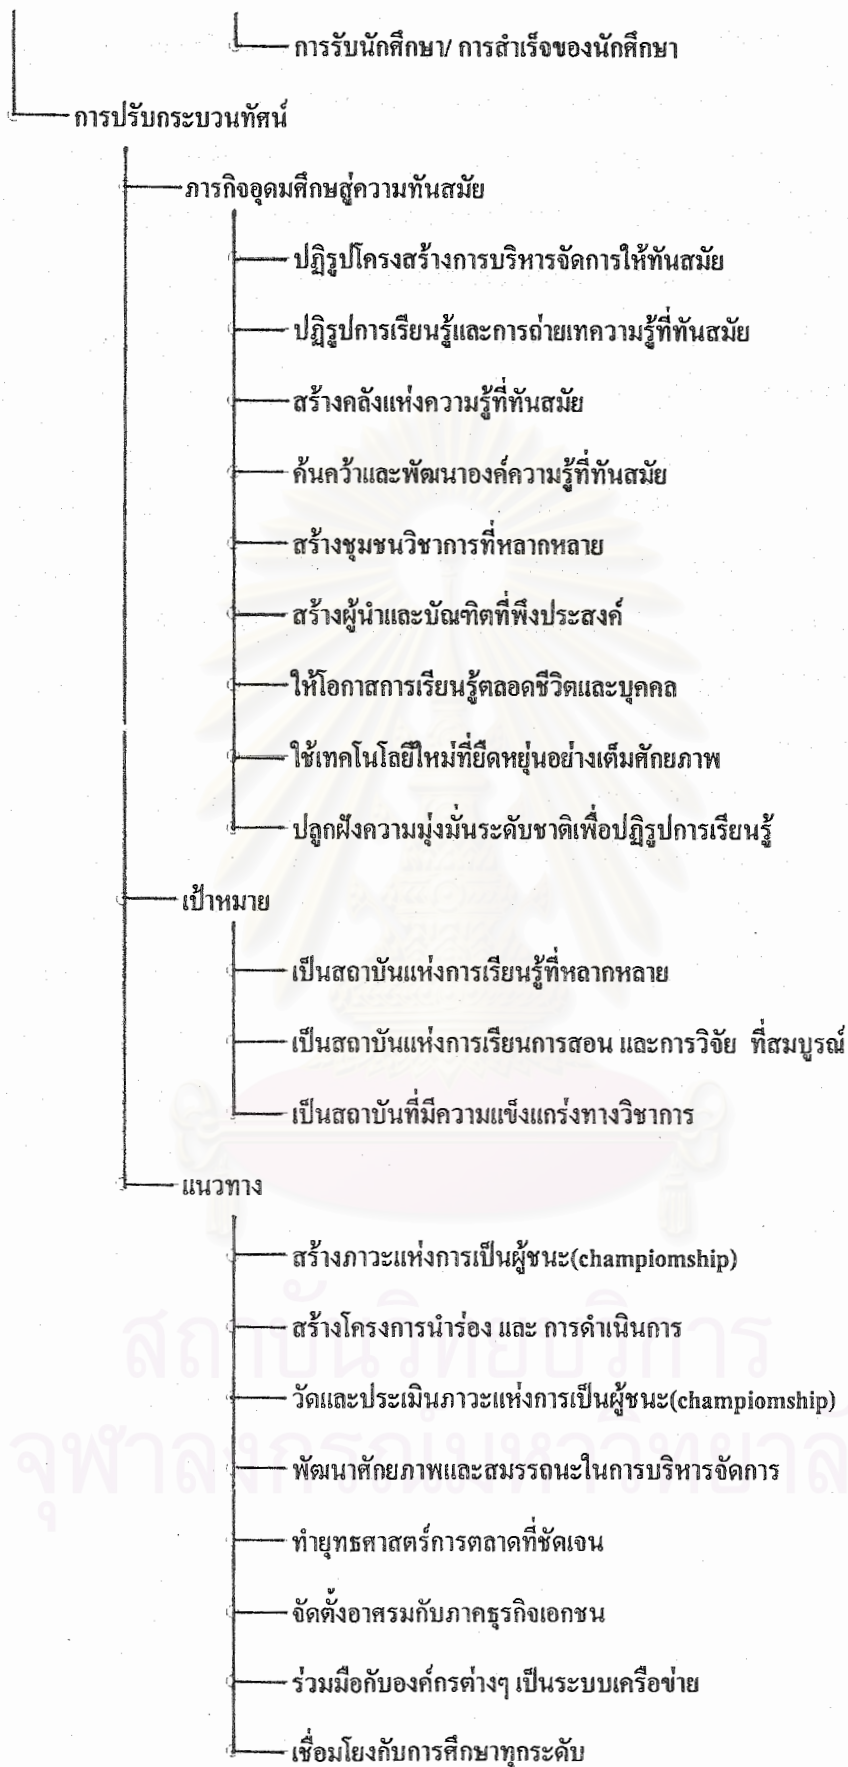 การรับนักศึกษา/ การสำเร็จของนักศึกษา
การปรับกระบวนทัศน์
ภารกิจอุดมศึกษสู่ความทันสมัย
ปฏิรูปโครงสร้างการบริหารจัดการให้ทันสมัย
ปฏิรูปการเรียนรู้และการถ่ายเทความรู้ที่ทันสมัย
สร้างคลังแห่งความรู้ที่ทันสมัย
ค้นคว้าและพัฒนาองค์ความรู้ที่ทันสมัย
สร้างชุมชนวิชาการที่หลากหลาย
สร้างผู้นำและบัณฑิตที่พึงประสงค์
ให้โอกาสการเรียนรู้ตลอดชีวิตและบุคคล
ใช้เทคโนโลยีใหม่ที่ยืดหยุ่นอย่างเต็มศักยภาพ
ปลูกฝังความมุ่งมั่นระดับชาติเพื่อปฏิรูปการเรียนรู้
เป้าหมาย
เป็นสถาบันแห่งการเรียนรู้ที่หลากหลาย
เป็นสถาบันแห่งการเรียนการสอน และการวิจัย ที่สมบูรณ์
เป็นสถาบันที่มีความแข็งแกร่งทางวิชาการ
แนวทาง
สร้างภาวะแห่งการเป็นผู้ชนะ(champiomship)
สร้างโครงการนำร่อง และ การดำเนินการ
วัดและประเมินภาวะแห่งการเป็นผู้ชนะ(champiomship)
พัฒนาศักยภาพและสมรรถนะในการบริหารจัดการ
ทำยุทธศาสตร์การตลาดที่ชัดเจน
จัดตั้งอาศรมกับภาคธุรกิจเอกชน
ร่วมมือกับองค์กรต่างๆ เป็นระบบเครือข่าย
เชื่อมโยงกับการศึกษาทุกระดับ
สถาบันวิทยบริการ
จุฬาลงกรณ์มหาวิทยาลั